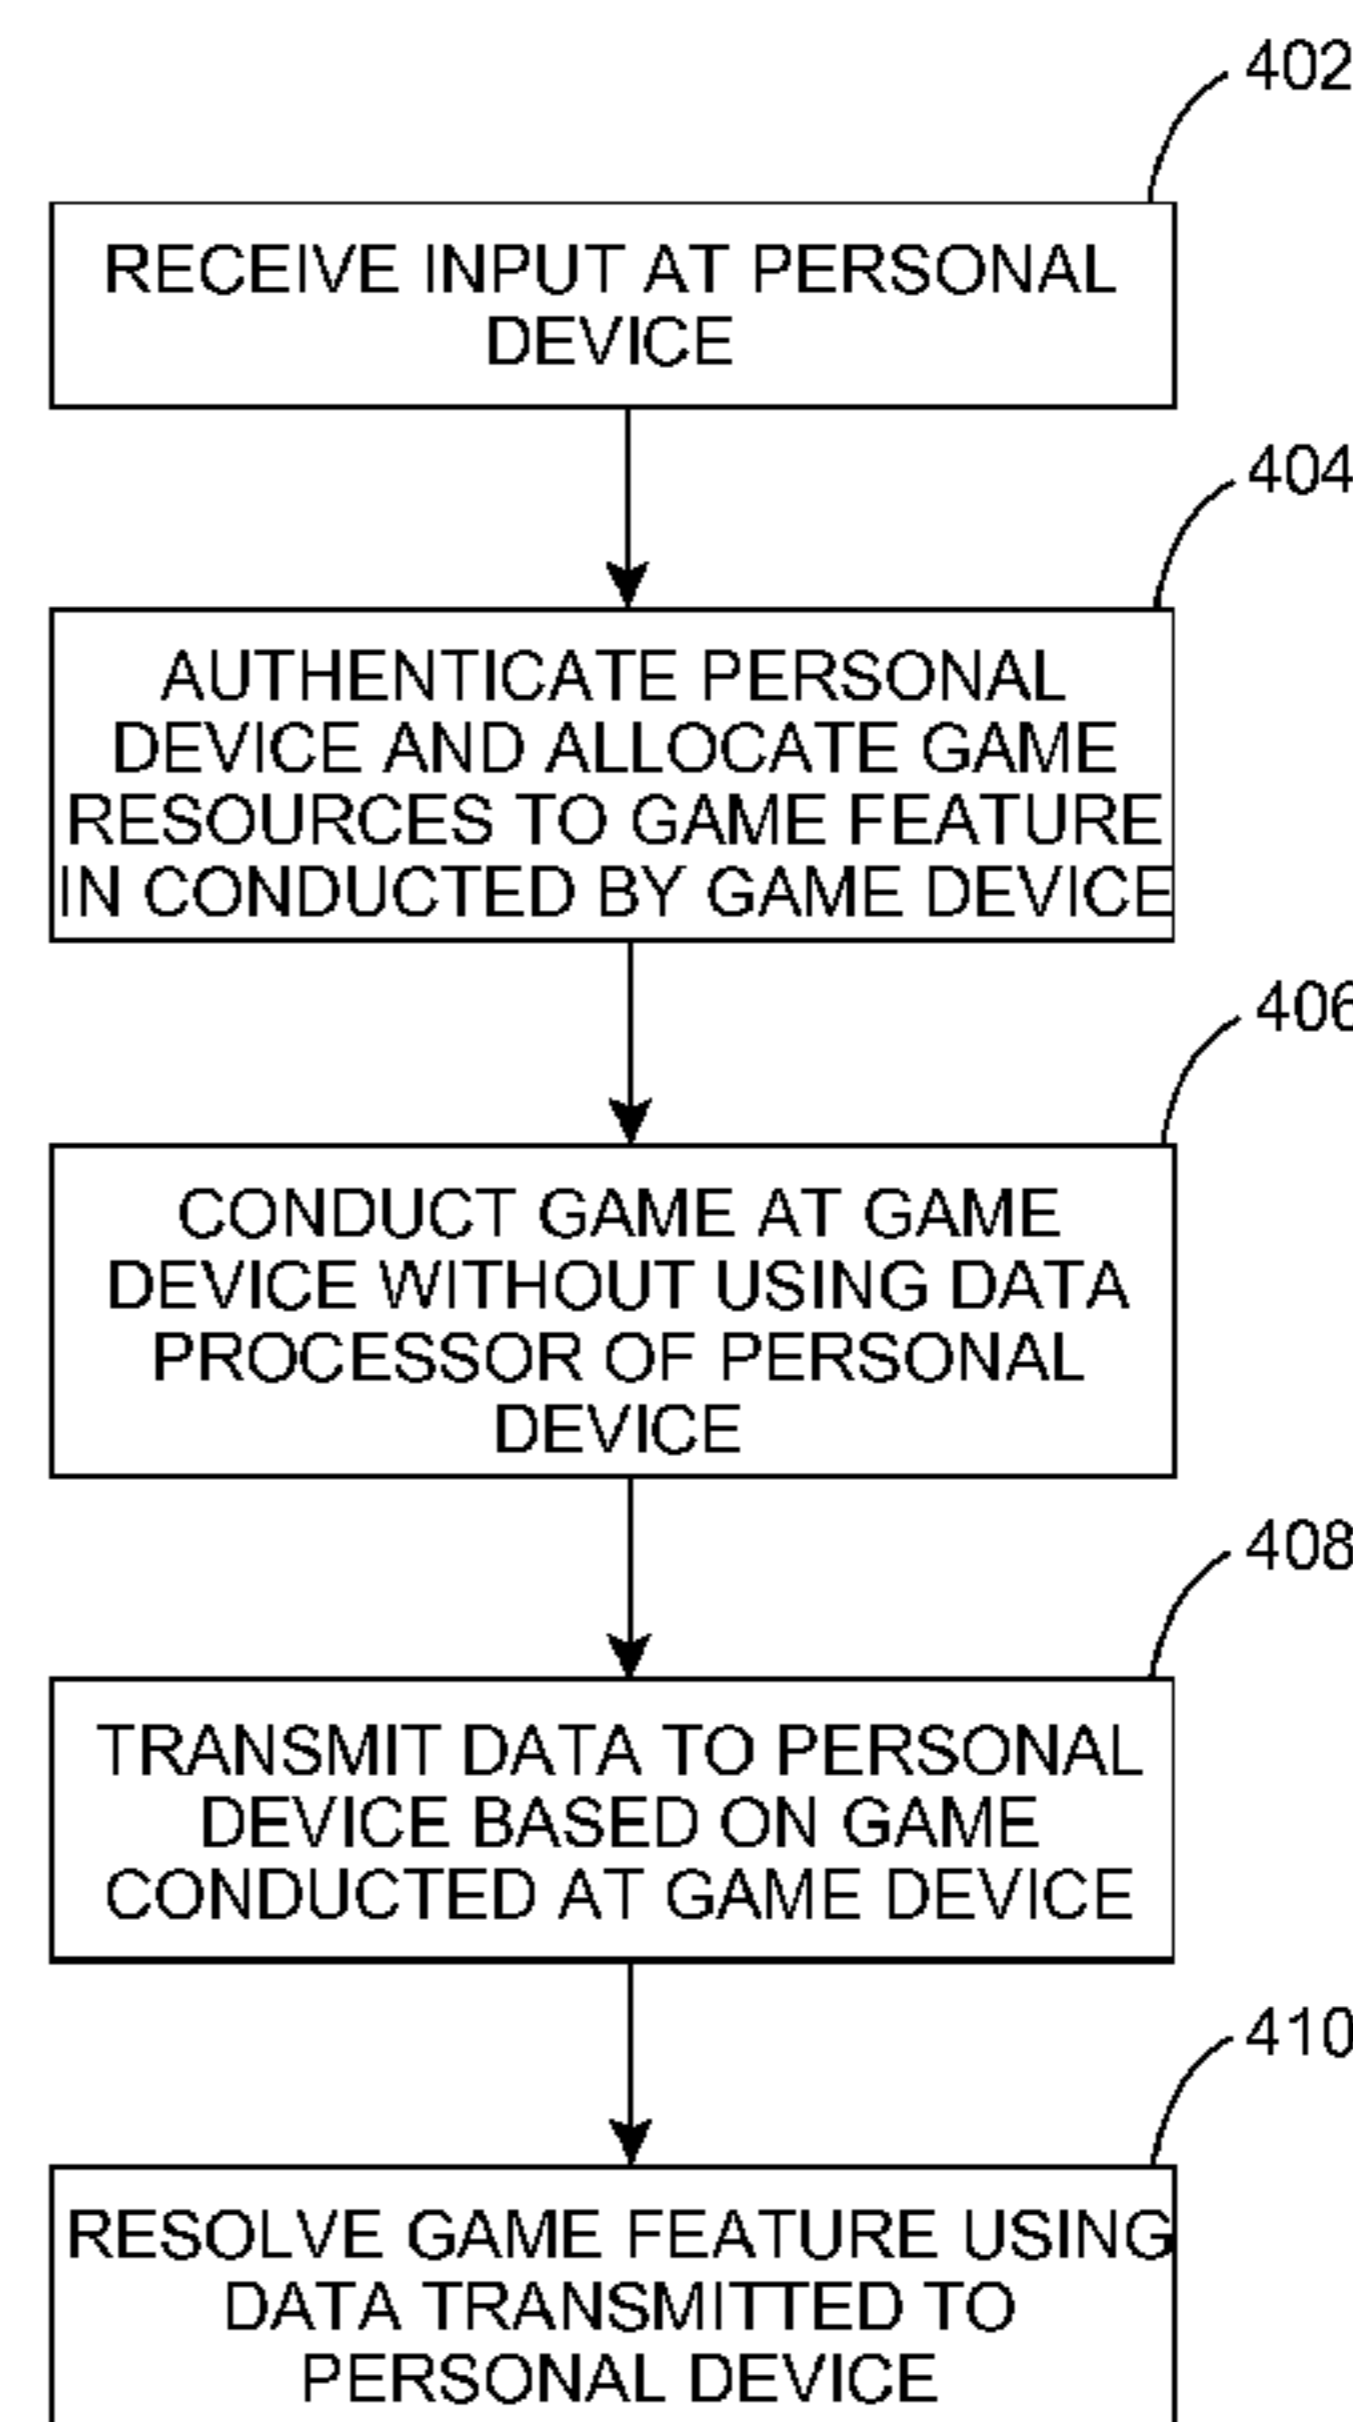 402
RECEIVE INPUT AT PERSONAL
DEVICE
404
AUTHENTICATE PERSONAL
DEVICE AND ALLOCATE GAME
RESOURCES TO GAME FEATURE
IN CONDUCTED BY GAME DEVICE
406
CONDUCT GAME AT GAME
DEVICE WITHOUT USING DATA
PROCESSOR OF PERSONAL
DEVICE
408
TRANSMIT DATA TO PERSONAL
DEVICE BASED ON GAME
CONDUCTED AT GAME DEVICE
410
RESOLVE GAME FEATURE USING
DATA TRANSMITTED TO
PERSONAL DEVICE